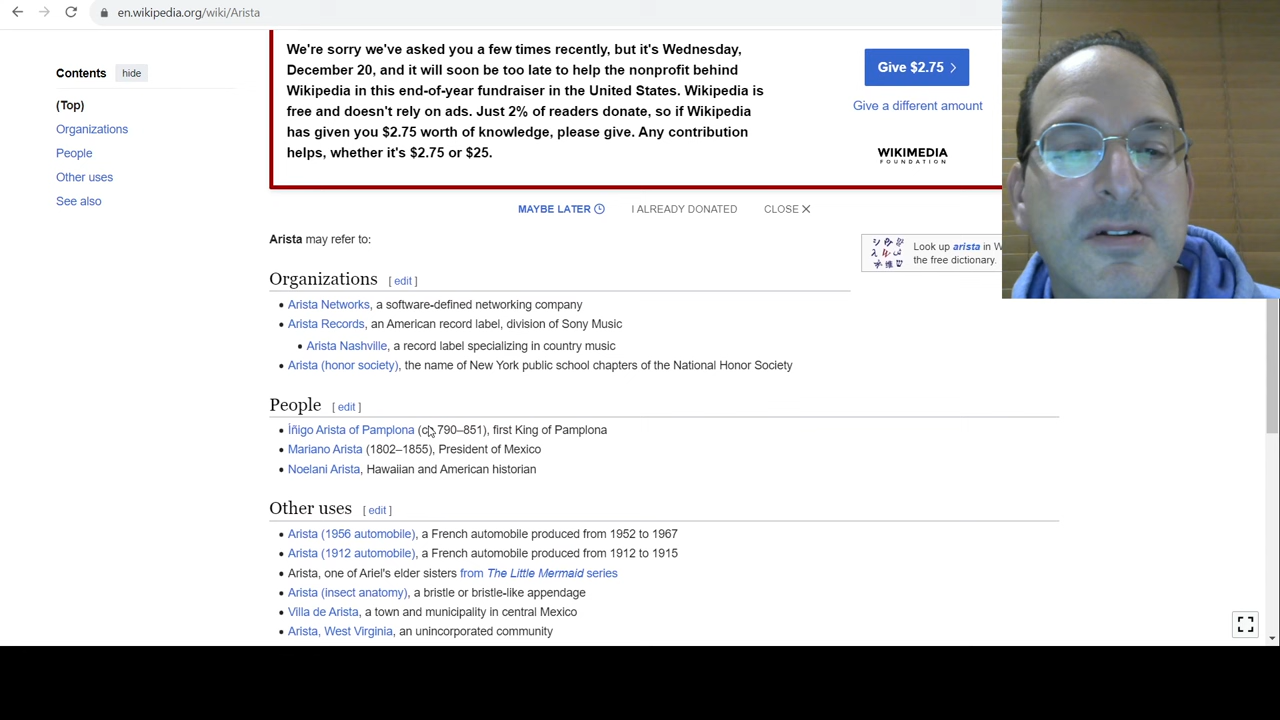 en.wikipedia.org/wiki/Arista
Contents hide
(Top)
Organizations
People
Other uses
See also
We're sorry we've asked you a few times recently, but it's Wednesday,
December 20, and it will soon be too late to help the nonprofit behind
Wikipedia in this end-of-year fundraiser in the United States. Wikipedia is
free and doesn't rely on ads. Just 2% of readers donate, so if Wikipedia
has given you $2.75 worth of knowledge, please give. Any contribution
helps, whether it's $2.75 or $25.
Give $2.75
Give a different amount
WIKIMEDIA
FOUNDATION
MAYBE LATER I ALREADY DONATED CLOSE
Arista may refer to:
Look up arista in
the free dictionary.
Organizations [ edit ]
• Arista Networks, a software-defined networking company
• Arista Records, an American record label, division of Sony Music
• Arista Nashville, a record label specializing in country music
• Arista (honor society), the name of New York public school chapters of the National Honor Society
People [ edit ]
• Íñigo Arista of Pamplona (c. 790–851), first King of Pamplona
• Mariano Arista (1802–1855), President of Mexico
• Noelani Arista, Hawaiian and American historian
Other uses [ edit ]
• Arista (1956 automobile), a French automobile produced from 1952 to 1967
• Arista (1912 automobile), a French automobile produced from 1912 to 1915
• Arista, one of Ariel's elder sisters from The Little Mermaid series
• Arista (insect anatomy), a bristle or bristle-like appendage
• Villa de Arista, a town and municipality in central Mexico
• Arista, West Virginia, an unincorporated community